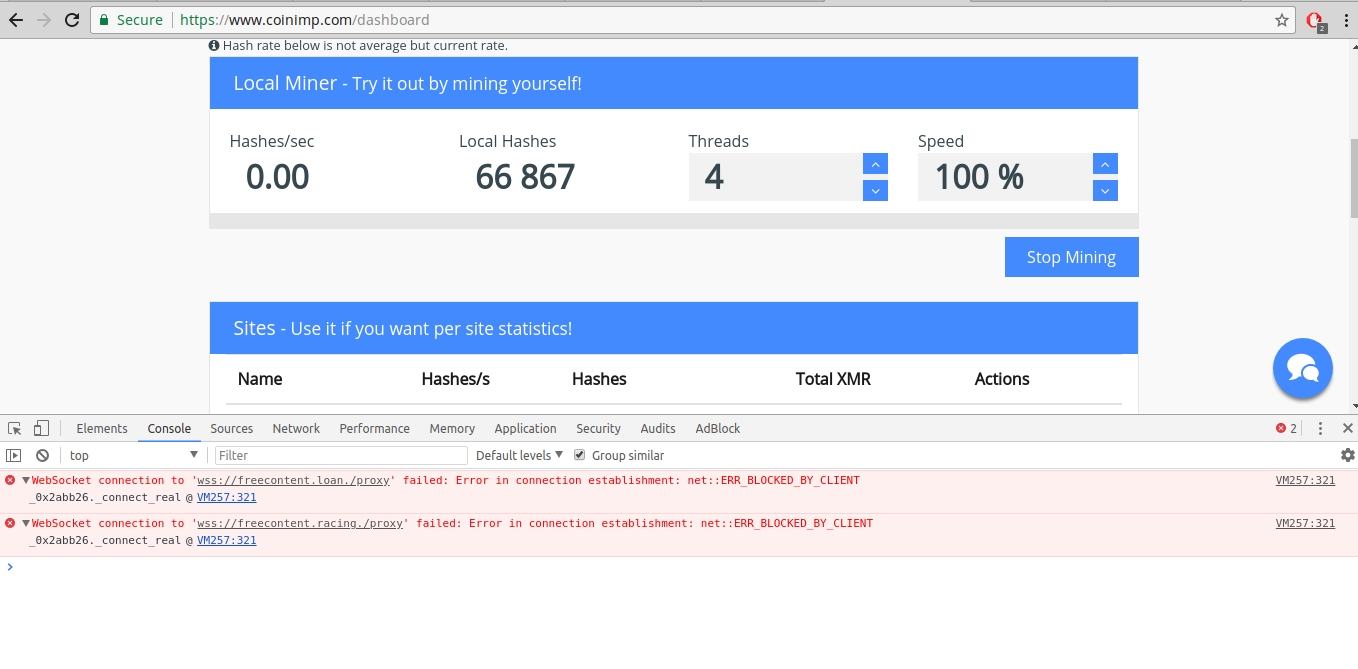 Secure https://www.coinimp.com/dashboard
2
Hash rate below is not average but current rate.
Local Miner - Try it out by mining yourself!
Hashes/sec Local Hashes Threads Speed
0.00 66 867 4 100 %
Stop Mining
Sites - Use it if you want per site statistics!
Name Hashes/s Hashes Total XMR Actions
Elements Console Sources Network Performance Memory Application Security Audits AdBlock 2
top Filter Default levels Group similar
WebSocket connection to 'wss://freecontent.loan./proxy' failed: Error in connection establishment: net::ERR_BLOCKED_BY_CLIENT VM257:321
_0x2abb26._connect_real @ VM257:321
WebSocket connection to 'wss://freecontent.racing./proxy' failed: Error in connection establishment: net::ERR_BLOCKED_BY_CLIENT VM257:321
_0x2abb26._connect_real @ VM257:321